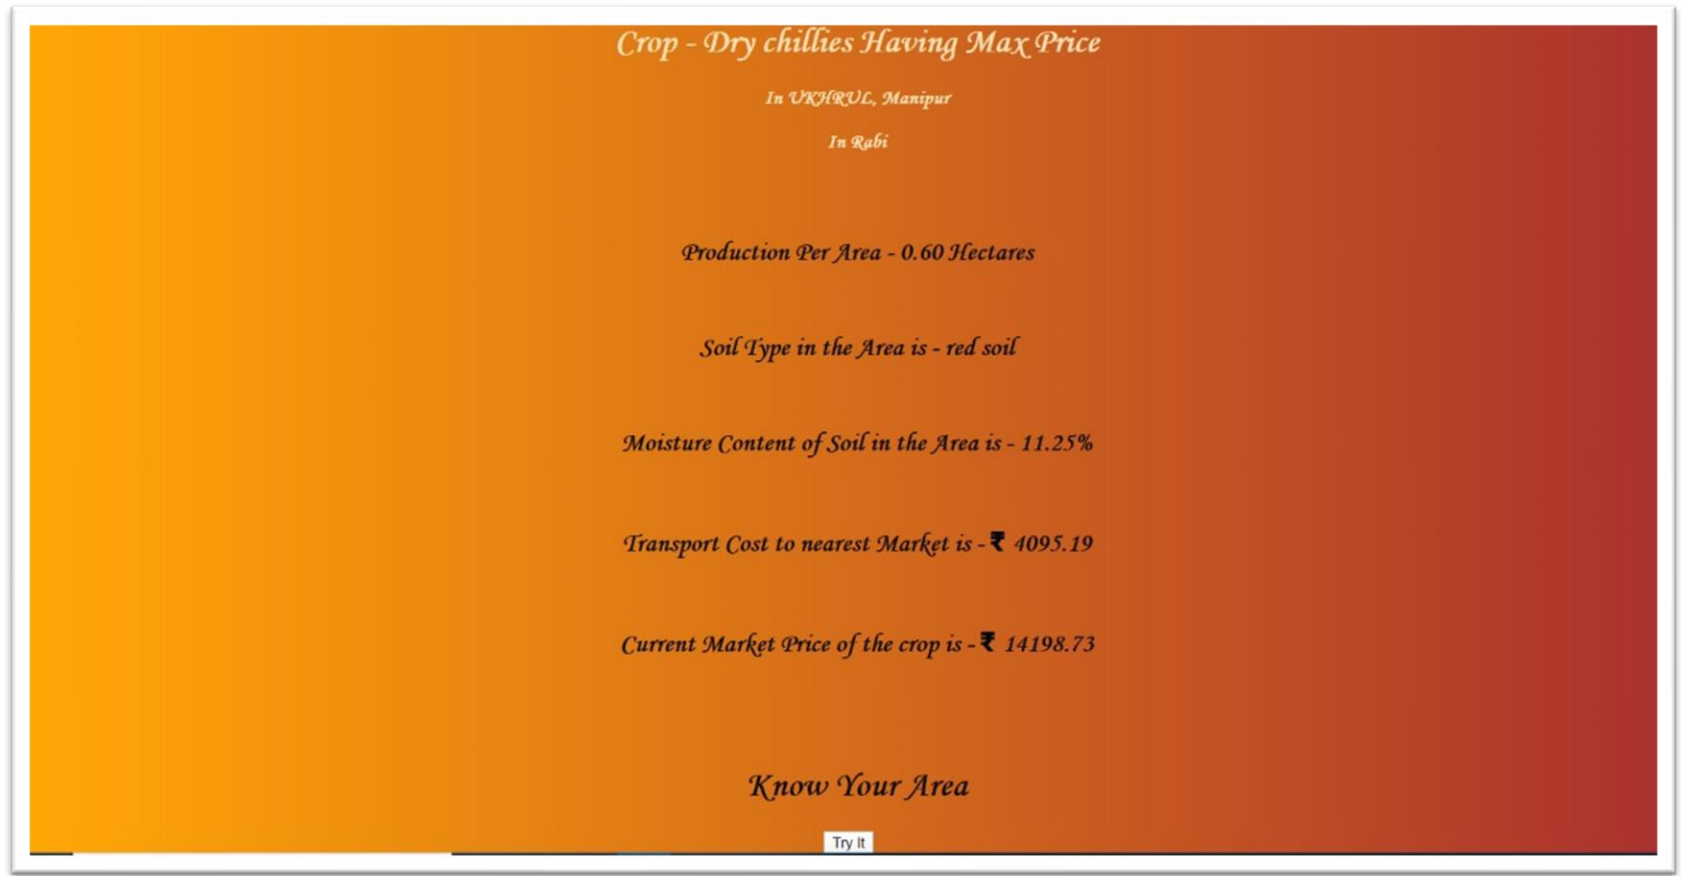 Crop - Dry chillies Having Max Price
In UKHRUL, Manipur
In Rabi
Production Per Area - 0.60 Hectares
Soil Type in the Area is - red soil
Moisture Content of Soil in the Area is - 11.25%
Transport Cost to nearest Market is - ₹ 4095.19
Current Market Price of the crop is - ₹ 14198.73
Know Your Area
Try It